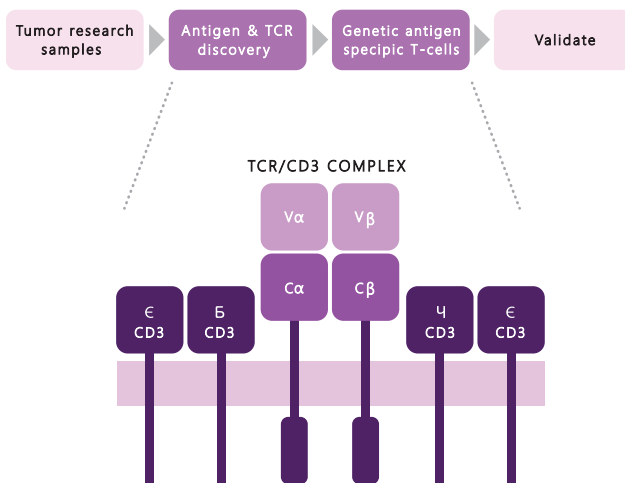 Tumor research
samples
Antigen & TCR
discovery
Genetic antigen
specipic T-cells
Validate
TCR/CD3 COMPLEX
Vα
Vβ
Cα
Cβ
Є
CD3
Б
CD3
Ч
CD3
Є
CD3